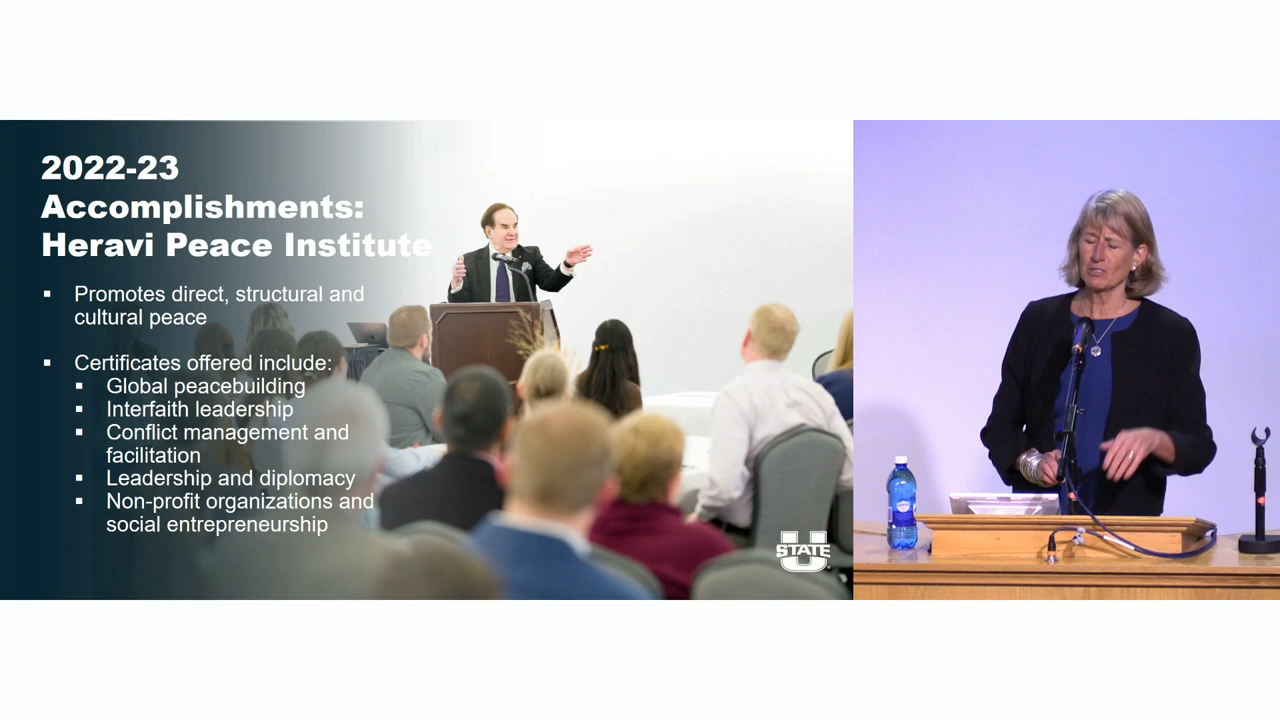 2022-23
Accomplishments:
Heravi Peace Institute
▪ Promotes direct, structural and
cultural peace
▪ Certificates offered include:
▪ Global peacebuilding
▪ Interfaith leadership
▪ Conflict management and
facilitation
▪ Leadership and diplomacy
▪ Non-profit organizations and
social entrepreneurship
U
STATE